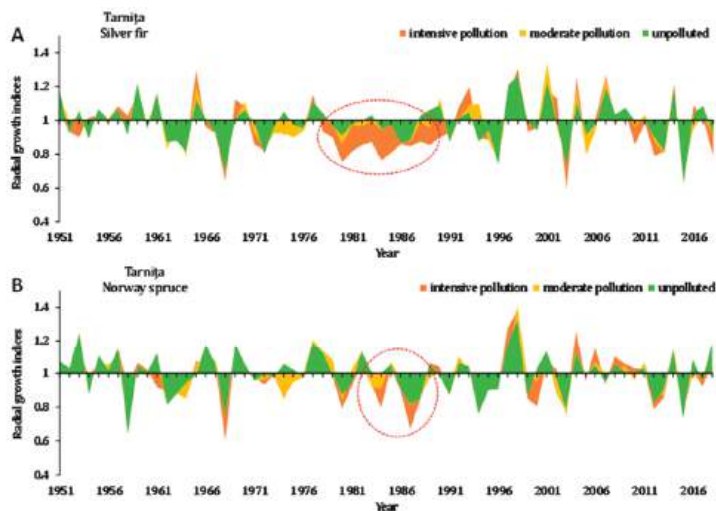 Tarnița
Silver fir
A
intensive pollution moderate pollution unpolluted
1.4
1.2
1
0.8
0.6
0.4
Radial growth indices
1951 1956 1961 1966 1971 1976 1981 1986 1991 1996 2001 2006 2011 2016
Year
Tarnița
Norway spruce
B
intensive pollution moderate pollution unpolluted
1.4
1.2
1
0.8
0.6
0.4
Radial growth indices
1951 1956 1961 1966 1971 1976 1981 1986 1991 1996 2001 2006 2011 2016
Year